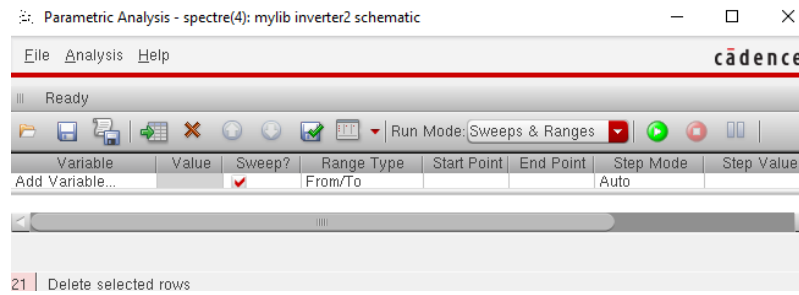 Parametric Analysis - spectre(4): mylib inverter2 schematic
File Analysis Help
cādence
Ready
Run Mode: Sweeps & Ranges
Variable Value Sweep? Range Type Start Point End Point Step Mode Step Value
Add Variable... From/To Auto
21 Delete selected rows